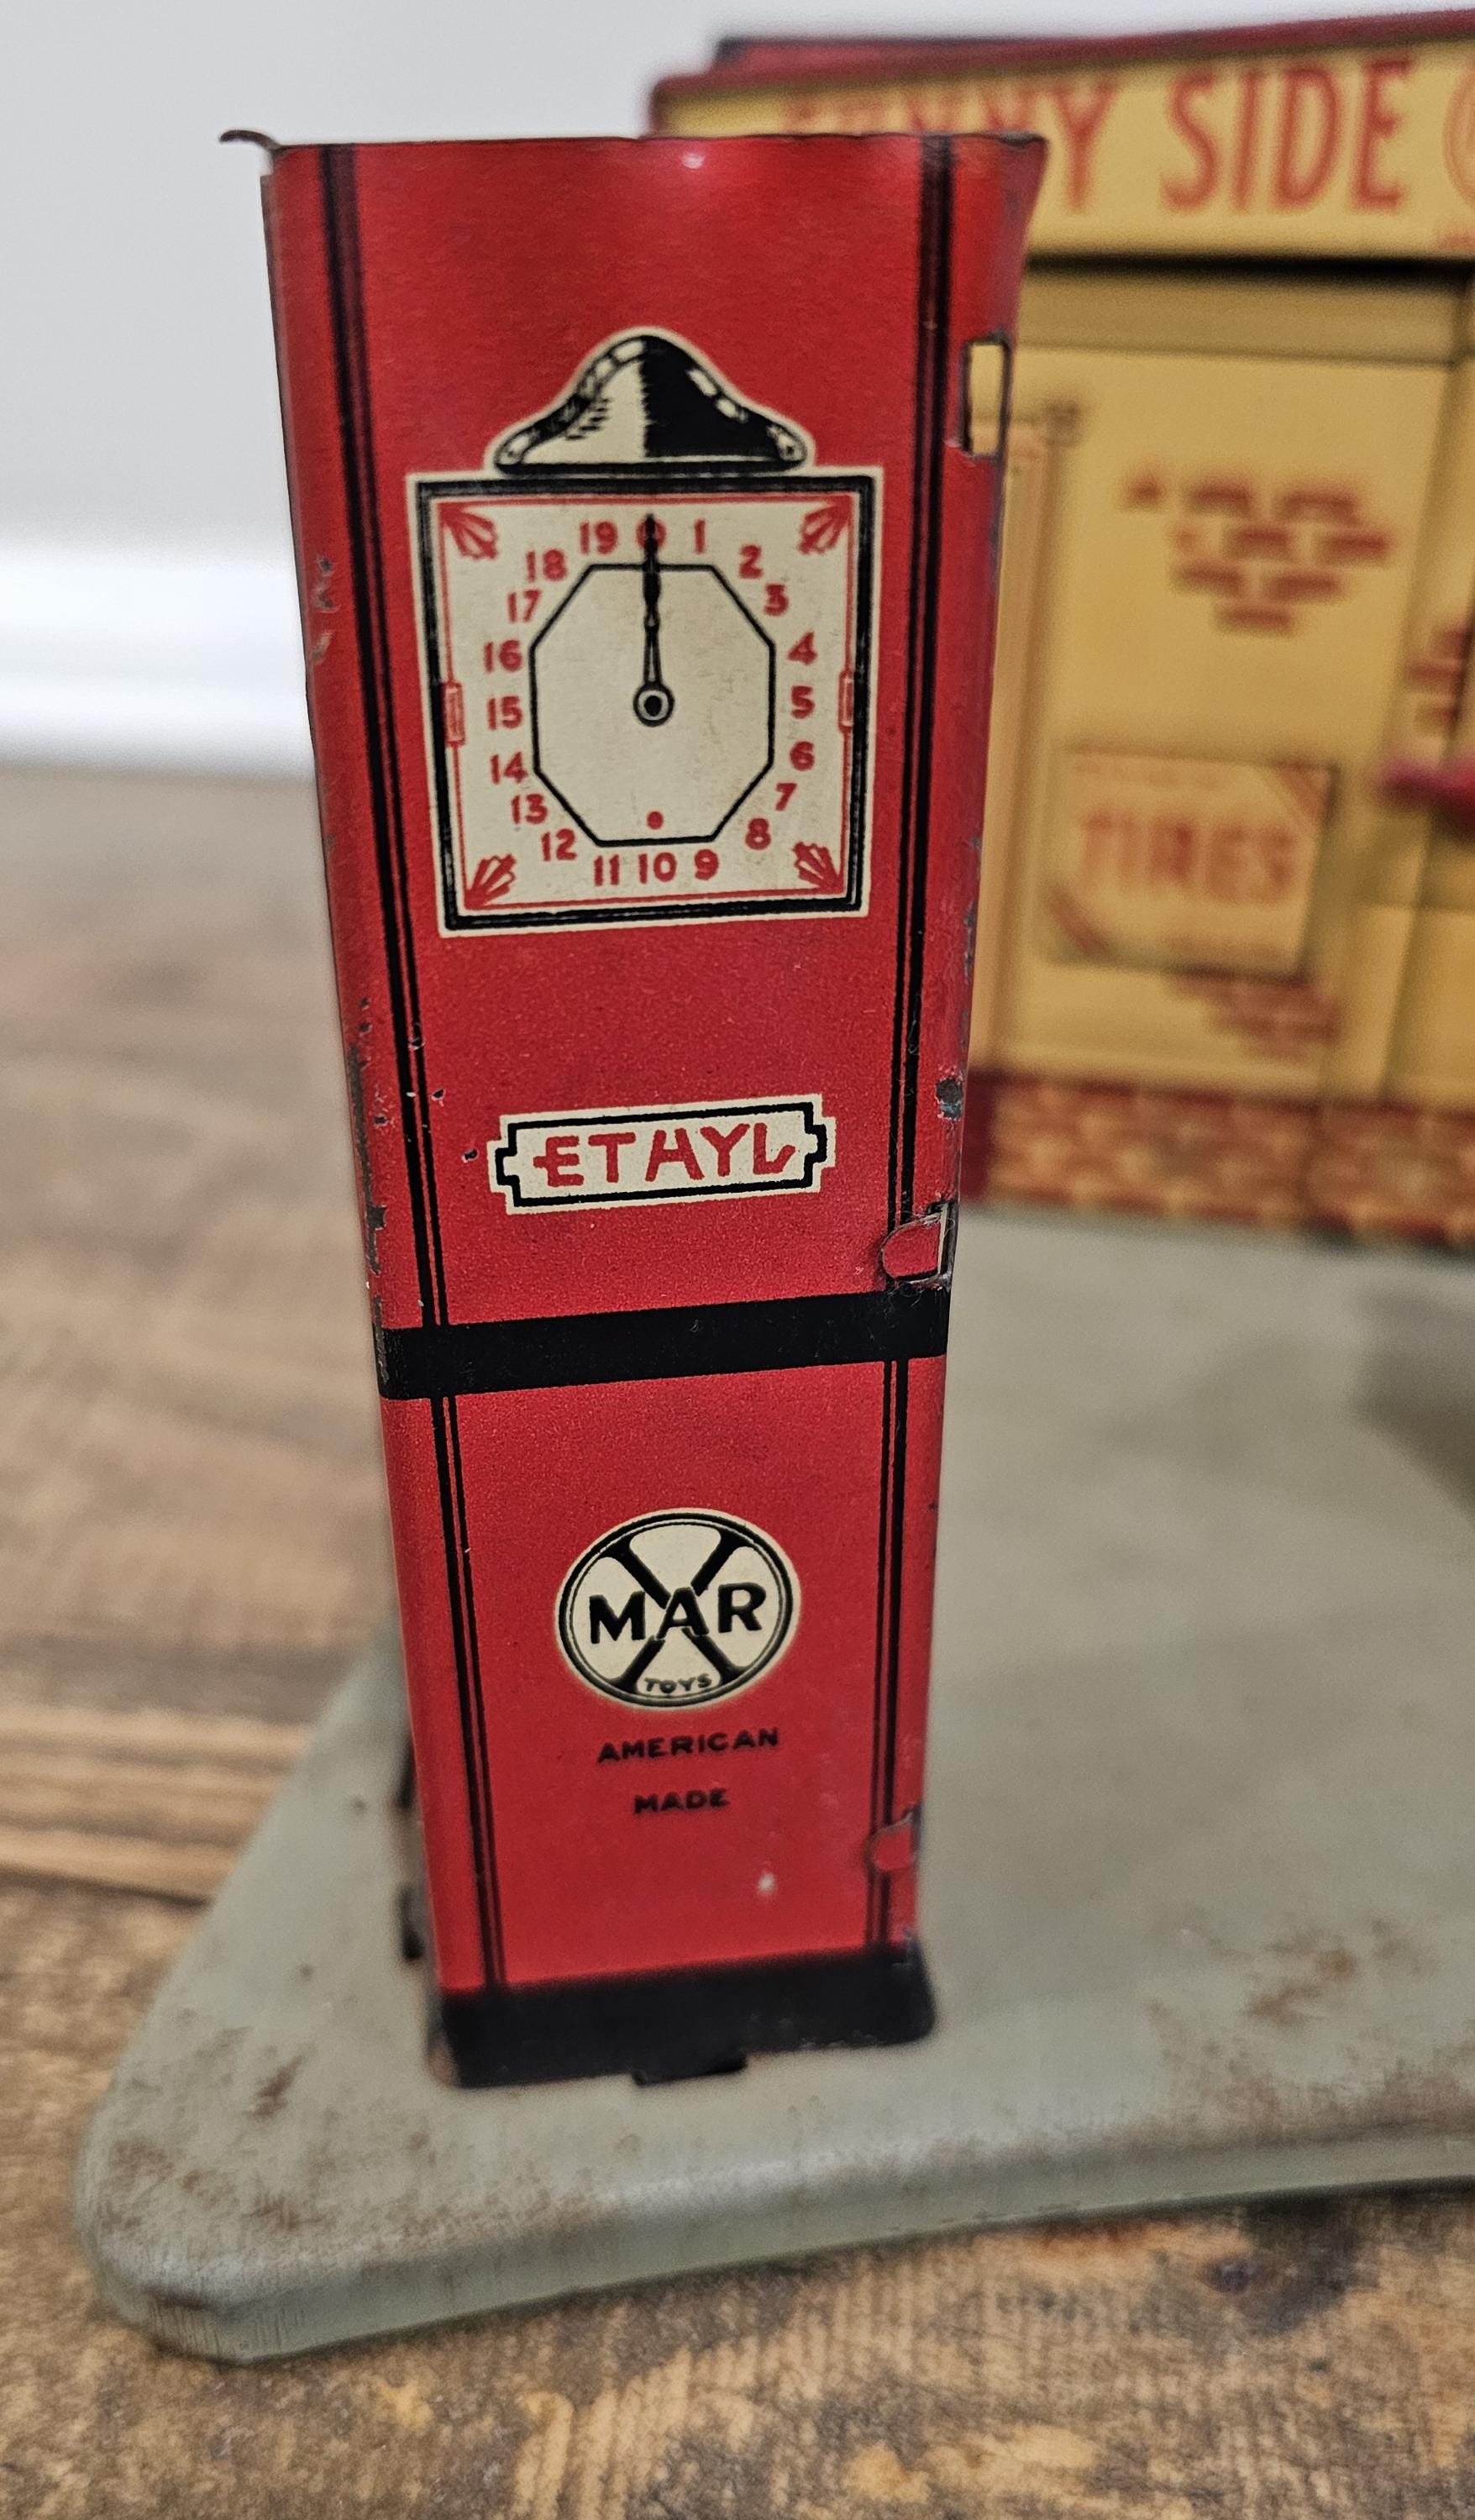 NY SIDE
19 0 1
18 2
17 3
16 4
15 5
14 6
13 7
12 8
11 10 9
ETHYL
MAR
TOYS
AMERICAN
MADE
TIRES